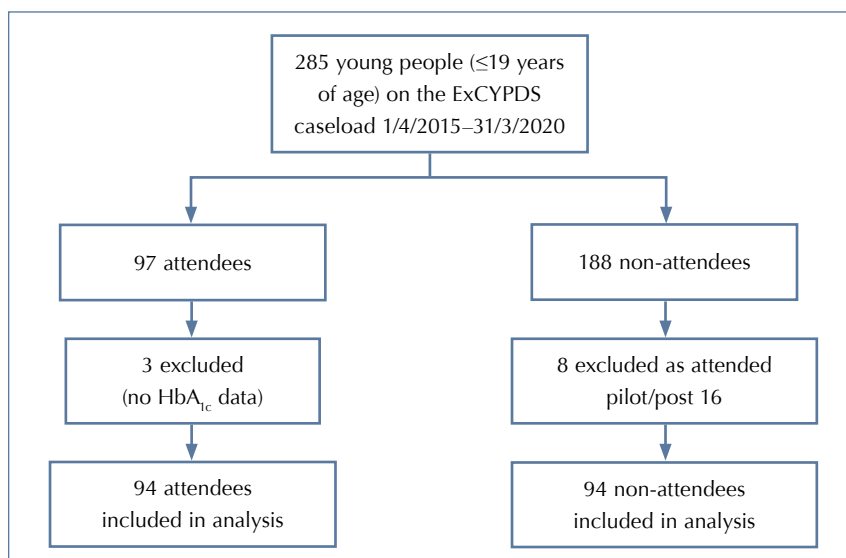 285 young people (≤19 years
of age) on the ExCYPDS
caseload 1/4/2015–31/3/2020
97 attendees
188 non-attendees
3 excluded
(no HbA1c data)
8 excluded as attended
pilot/post 16
94 attendees
included in analysis
94 non-attendees
included in analysis